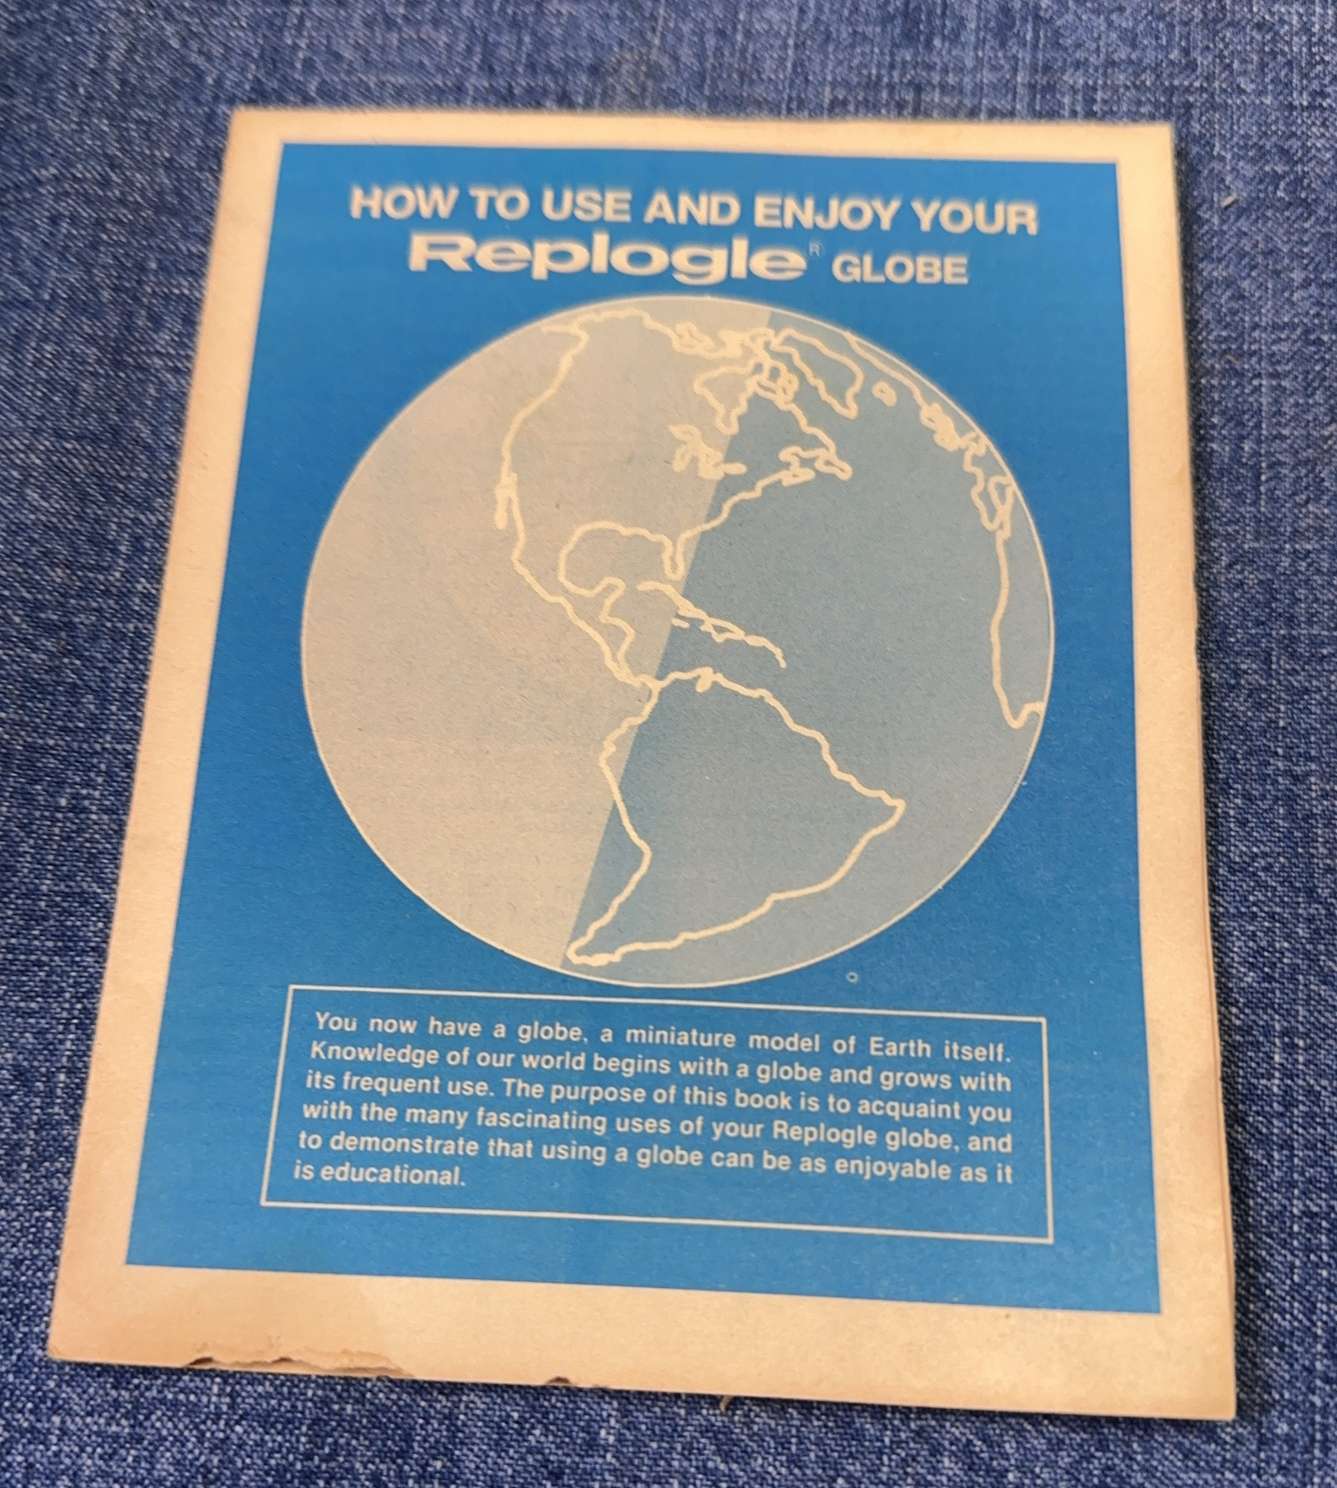 HOW TO USE AND ENJOY YOUR
Replogle® GLOBE
You now have a globe, a miniature model of Earth itself.
Knowledge of our world begins with a globe and grows with
its frequent use. The purpose of this book is to acquaint you
with the many fascinating uses of your Replogle globe, and
to demonstrate that using a globe can be as enjoyable as it
is educational.